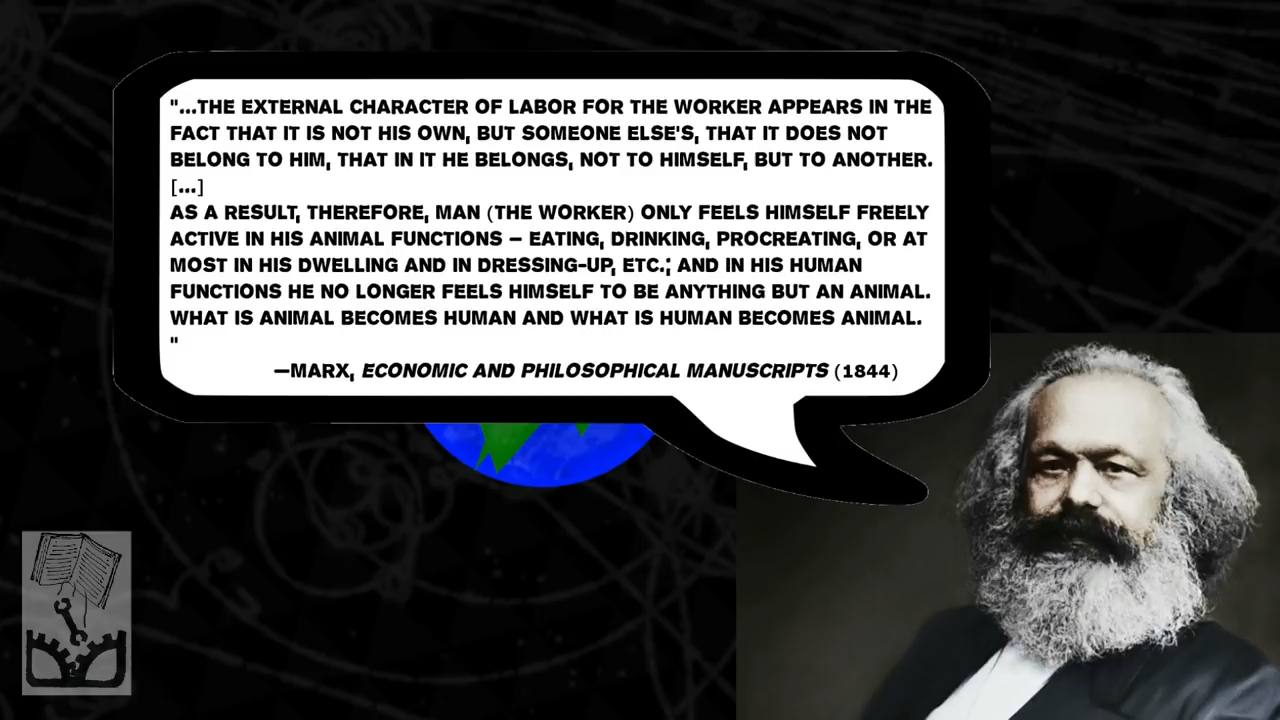 "...THE EXTERNAL CHARACTER OF LABOR FOR THE WORKER APPEARS IN THE
FACT THAT IT IS NOT HIS OWN, BUT SOMEONE ELSE'S, THAT IT DOES NOT
BELONG TO HIM, THAT IN IT HE BELONGS, NOT TO HIMSELF, BUT TO ANOTHER.
[...]
AS A RESULT, THEREFORE, MAN (THE WORKER) ONLY FEELS HIMSELF FREELY
ACTIVE IN HIS ANIMAL FUNCTIONS – EATING, DRINKING, PROCREATING, OR AT
MOST IN HIS DWELLING AND IN DRESSING-UP, ETC.; AND IN HIS HUMAN
FUNCTIONS HE NO LONGER FEELS HIMSELF TO BE ANYTHING BUT AN ANIMAL.
WHAT IS ANIMAL BECOMES HUMAN AND WHAT IS HUMAN BECOMES ANIMAL.
"
—MARX, ECONOMIC AND PHILOSOPHICAL MANUSCRIPTS (1844)